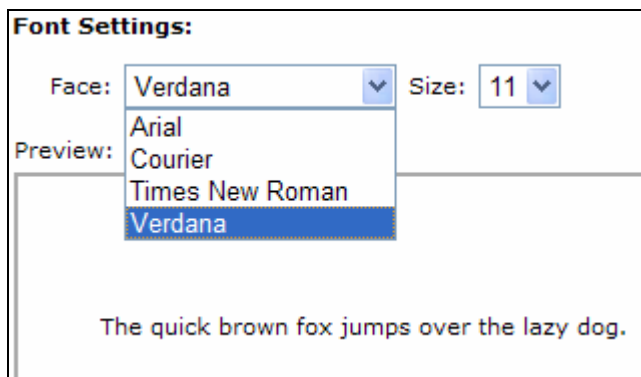 Font Settings:
Face: Verdana Size: 11
Arial
Preview:
Courier
Times New Roman
Verdana
The quick brown fox jumps over the lazy dog.